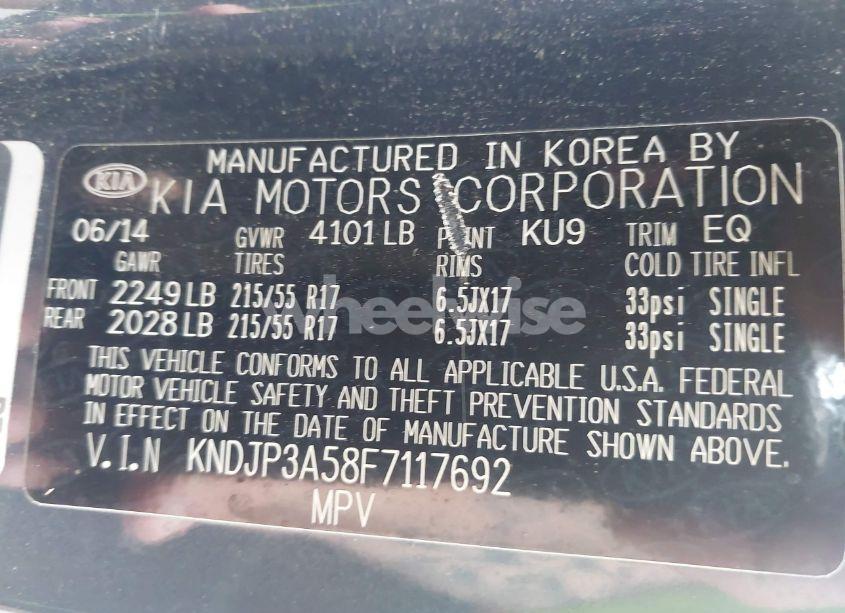 MANUFACTURED IN KOREA BY
KIA KIA MOTORS CORPORATION
06/14 GVWR 4101 LB PAINT KU9 TRIM EQ
GAWR TIRES RIMS COLD TIRE INFL
FRONT 2249 LB 215/55 R17 6.5JX17 33psi SINGLE
REAR 2028 LB 215/55 R17 6.5JX17 33psi SINGLE
wheelwise
THIS VEHICLE CONFORMS TO ALL APPLICABLE U.S.A. FEDERAL
MOTOR VEHICLE SAFETY AND THEFT PREVENTION STANDARDS
IN EFFECT ON THE DATE OF MANUFACTURE SHOWN ABOVE.
V.I.N KNDJP3A58F7117692
MPV